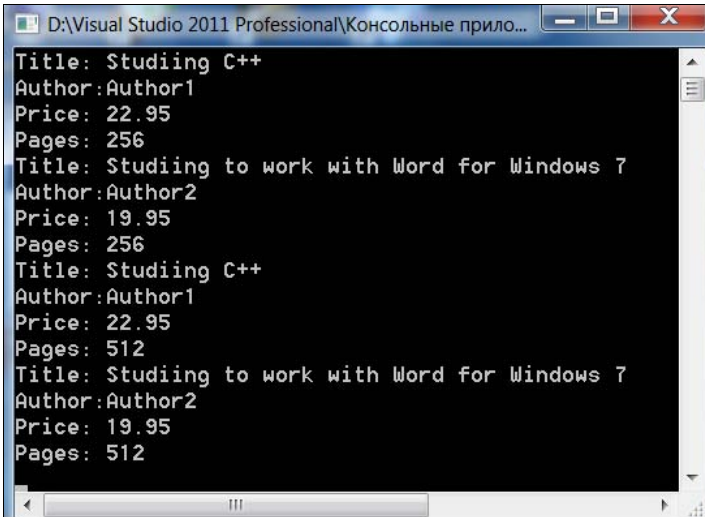 D:\Visual Studio 2011 Professional\Консольные прило...
Title: Studiing C++
Author:Author1
Price: 22.95
Pages: 256
Title: Studiing to work with Word for Windows 7
Author:Author2
Price: 19.95
Pages: 256
Title: Studiing C++
Author:Author1
Price: 22.95
Pages: 512
Title: Studiing to work with Word for Windows 7
Author:Author2
Price: 19.95
Pages: 512